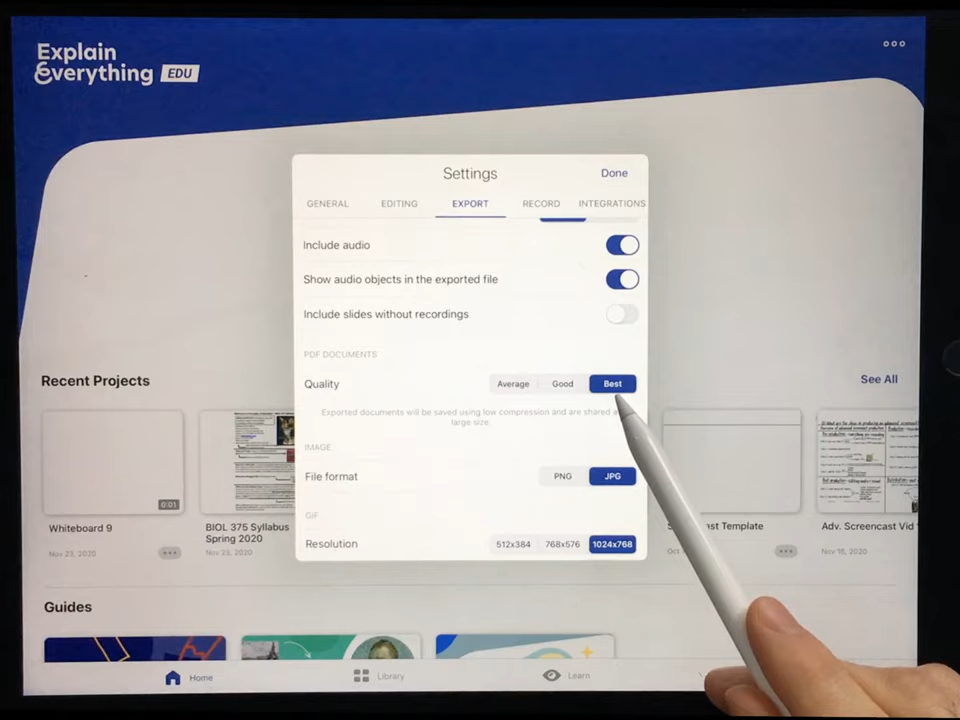 Explain
Everything EDU
Settings
Done
GENERAL EDITING EXPORT RECORD INTEGRATIONS
Include audio
Show audio objects in the exported file
Include slides without recordings
PDF DOCUMENTS
Quality
Average Good Best
Exported documents will be saved using low compression and are shared
large size.
IMAGE
File format
PNG JPG
GIF
Resolution
512x384 768x576 1024x768
Recent Projects
See All
0:01
Whiteboard 9
Nov 23, 2020
BIOL 375 Syllabus
Spring 2020
Nov 23, 2020
st Template
Oct
Adv. Screencast Vid
Nov 16, 2020
Guides
Home
Library
Learn